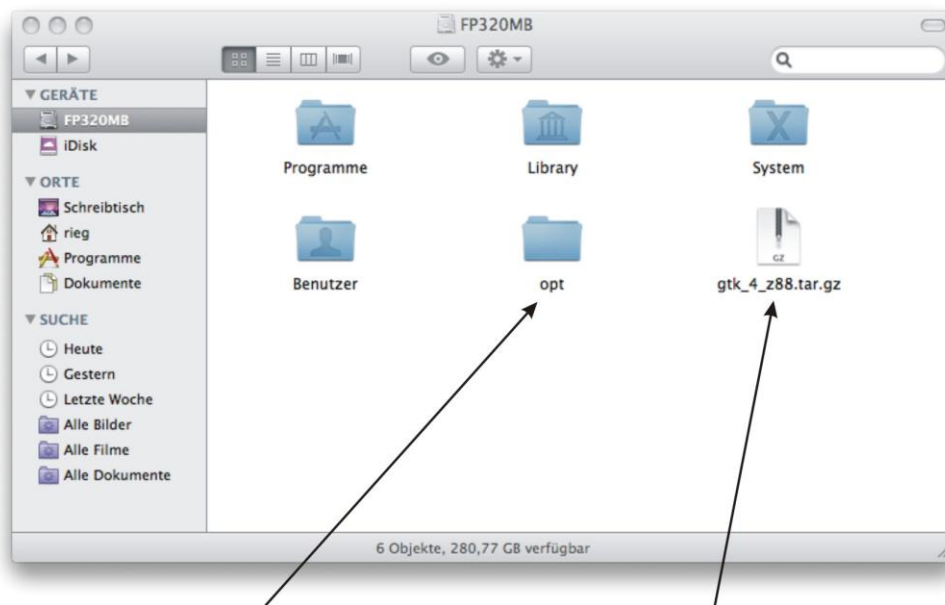 FP320MB
GERÄTE
FP320MB
iDisk
ORTE
Schreibtisch
rieg
Programme
Dokumente
SUCHE
Heute
Gestern
Letzte Woche
Alle Bilder
Alle Filme
Alle Dokumente
Programme
Library
System
Benutzer
opt
GZ
gtk_4_z88.tar.gz
6 Objekte, 280,77 GB verfügbar